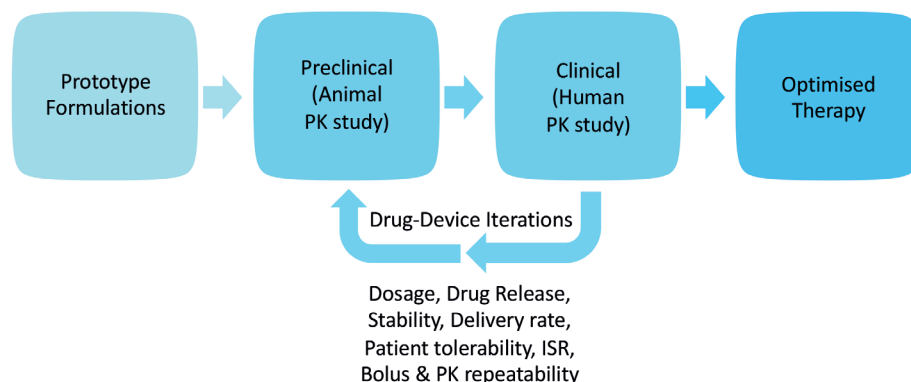 Prototype
Formulations
Preclinical
(Animal
PK study)
Clinical
(Human
PK study)
Optimised
Therapy
Drug-Device Iterations
Dosage, Drug Release,
Stability, Delivery rate,
Patient tolerability, ISR,
Bolus & PK repeatability